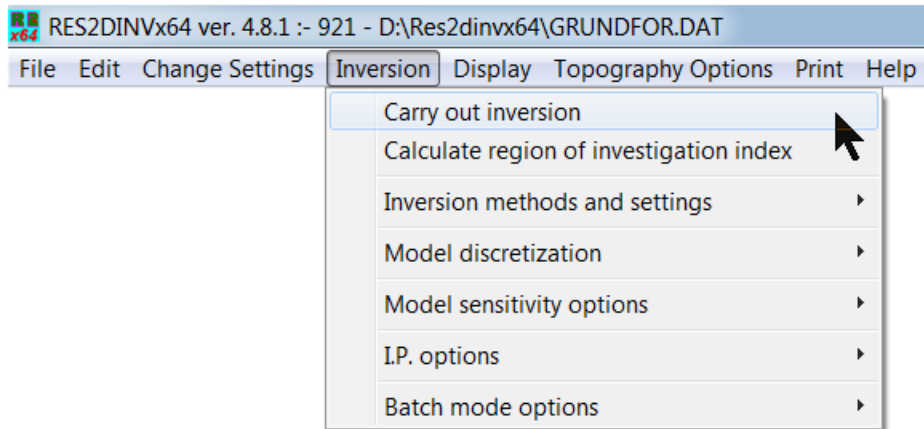 R2 x64 RES2DINVx64 ver. 4.8.1 :- 921 - D:\Res2dinvx64\GRUNDFOR.DAT
File Edit Change Settings Inversion Display Topography Options Print Help
Carry out inversion
Calculate region of investigation index
Inversion methods and settings
Model discretization
Model sensitivity options
I.P. options
Batch mode options